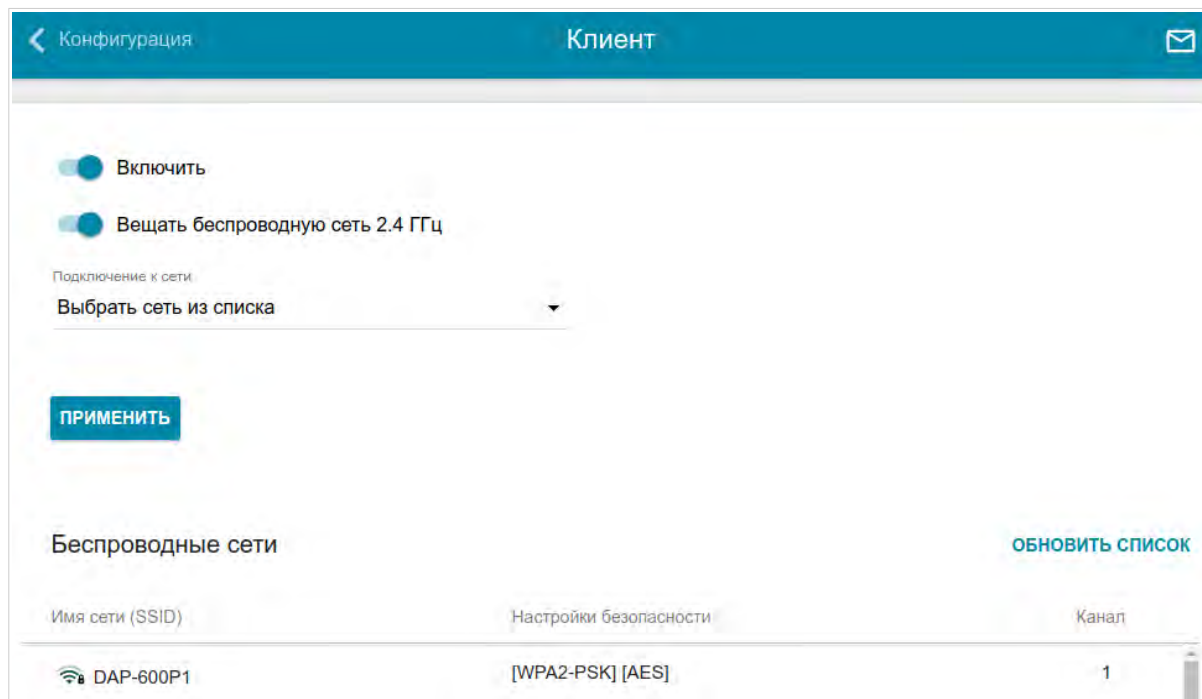 Конфигурация Клиент
Включить
Вещать беспроводную сеть 2.4 ГГц
Подключение к сети
Выбрать сеть из списка
ПРИМЕНИТЬ
Беспроводные сети ОБНОВИТЬ СПИСОК
Имя сети (SSID) Настройки безопасности Канал
DAP-600P1 [WPA2-PSK] [AES] 1